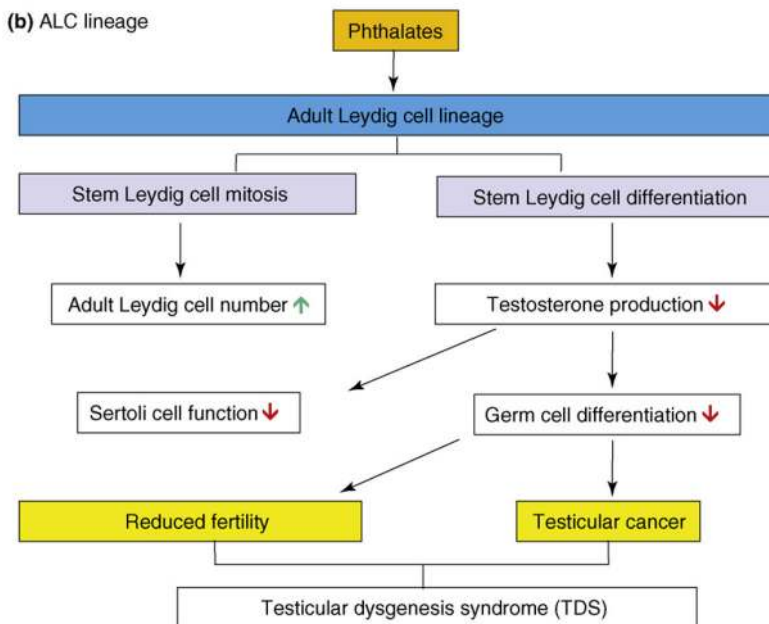 (b) ALC lineage
Phthalates
Adult Leydig cell lineage
Stem Leydig cell mitosis
Stem Leydig cell differentiation
Adult Leydig cell number ↑
Testosterone production ↓
Sertoli cell function ↓
Germ cell differentiation ↓
Reduced fertility
Testicular cancer
Testicular dysgenesis syndrome (TDS)